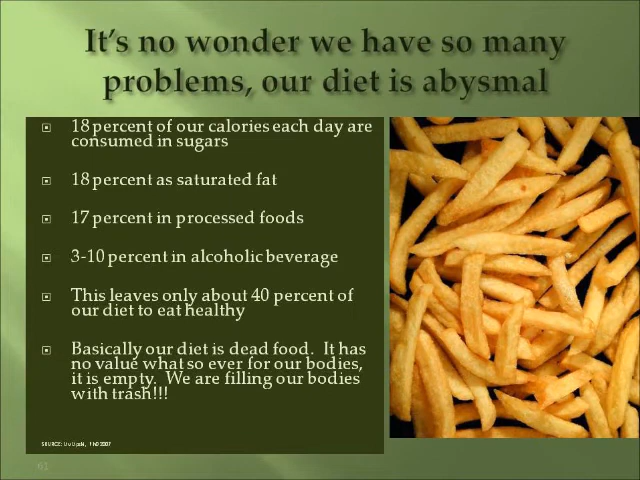 It's no wonder we have so many
problems, our diet is abysmal
18 percent of our calories each day are
consumed in sugars
18 percent as saturated fat
17 percent in processed foods
3-10 percent in alcoholic beverage
This leaves only about 40 percent of
our diet to eat healthy
Basically our diet is dead food. It has
no value what so ever for our bodies,
it is empty. We are filling our bodies
with trash!!!
SOURCE:
61